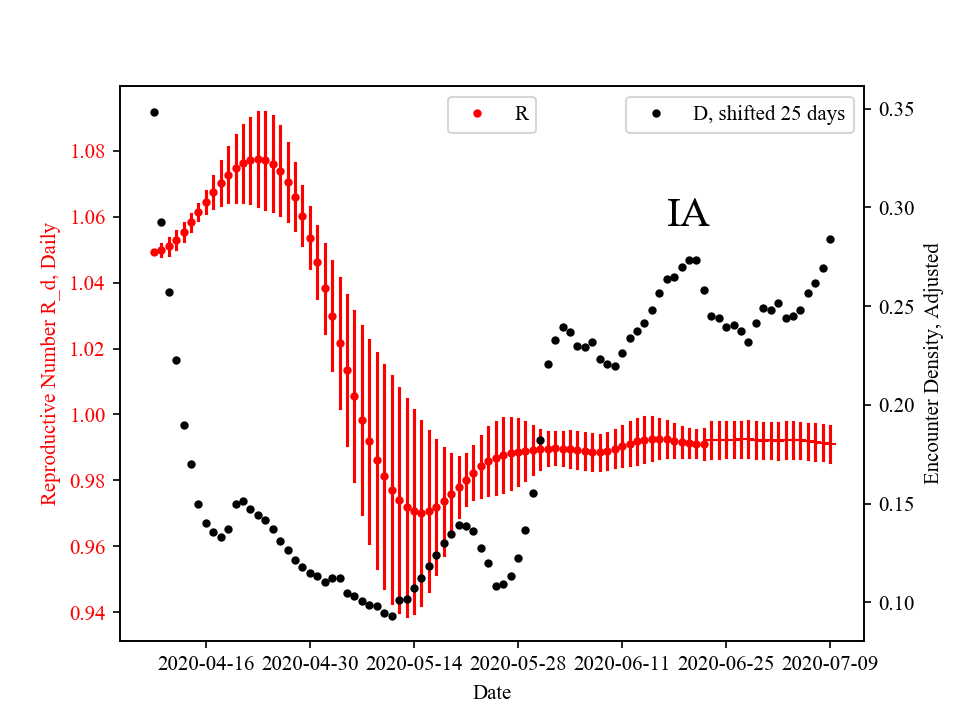 R
D, shifted 25 days
IA
1.08
1.06
1.04
1.02
1.00
0.98
0.96
0.94
Reproductive Number R_d, Daily
0.35
0.30
0.25
0.20
0.15
0.10
Encounter Density, Adjusted
2020-04-16 2020-04-30 2020-05-14 2020-05-28 2020-06-11 2020-06-25 2020-07-09
Date